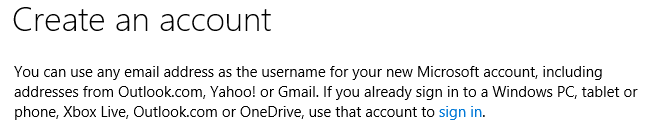 Create an account
You can use any email address as the username for your new Microsoft account, including
addresses from Outlook.com, Yahoo! or Gmail. If you already sign in to a Windows PC, tablet or
phone, Xbox Live, Outlook.com or OneDrive, use that account to sign in.